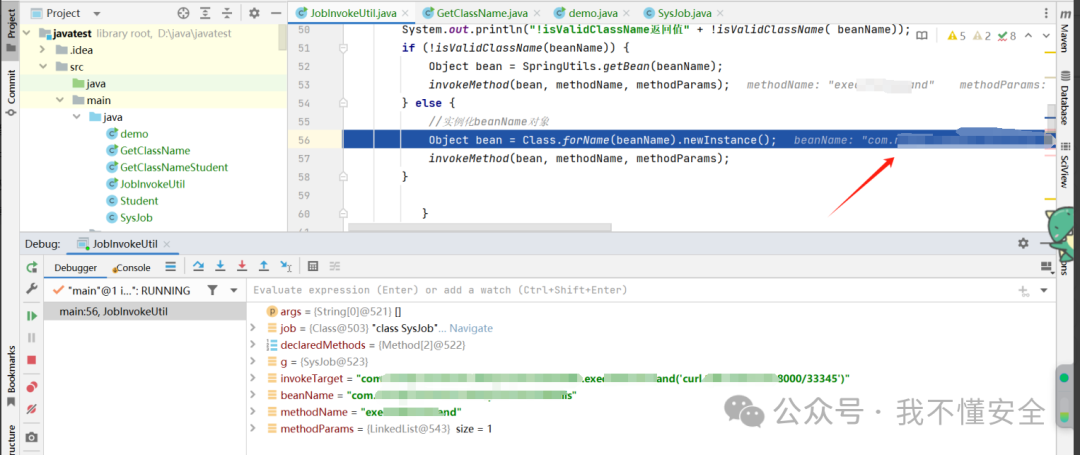 Project
JobInvokeUtil.java
GetClassName.java
demo.java
SysJob.java
Project
Commit
Bookmarks
ructure
Maven
Database
SciView
javatest library root, D:\java\javatest
.idea
src
java
main
java
demo
GetClassName
GetClassNameStudent
JobInvokeUtil
Student
SysJob
50 System.out.println("!isValidClassName返回值" + !isValidClassName( beanName));
5 2 8
51 if (!isValidClassName(beanName)) {
52 Object bean = SpringUtils.getBean(beanName);
53 invokeMethod(bean, methodName, methodParams); methodName: "exe and" methodParams:
54 } else {
55 //实例化beanName对象
56 Object bean = Class.forName(beanName).newInstance(); beanName: "com.
57 invokeMethod(bean, methodName, methodParams);
58 }
59
60 }
Debug: JobInvokeUtil
Debugger Console
"main"@1 i...": RUNNING
main:56, JobInvokeUtil
Evaluate expression (Enter) or add a watch (Ctrl+Shift+Enter)
args = {String[0]@521} []
job = {Class@503} "class SysJob"... Navigate
declaredMethods = {Method[2]@522}
g = {SysJob@523}
invokeTarget = "com .exec and('curl 8000/33345')"
beanName = "com. ls"
methodName = "exe end"
methodParams = {LinkedList@543} size = 1
公众号 · 我不懂安全